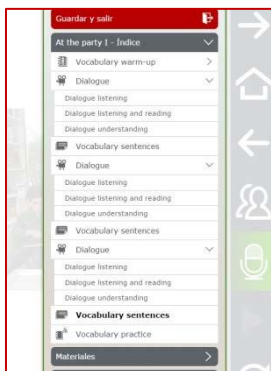 Guardar y salir
At the party I - Índice
Vocabulary warm-up
Dialogue
Dialogue listening
Dialogue listening and reading
Dialogue understanding
Vocabulary sentences
Dialogue
Dialogue listening
Dialogue listening and reading
Dialogue understanding
Vocabulary sentences
Dialogue
Dialogue listening
Dialogue listening and reading
Dialogue understanding
Vocabulary sentences
Vocabulary practice
Materiales